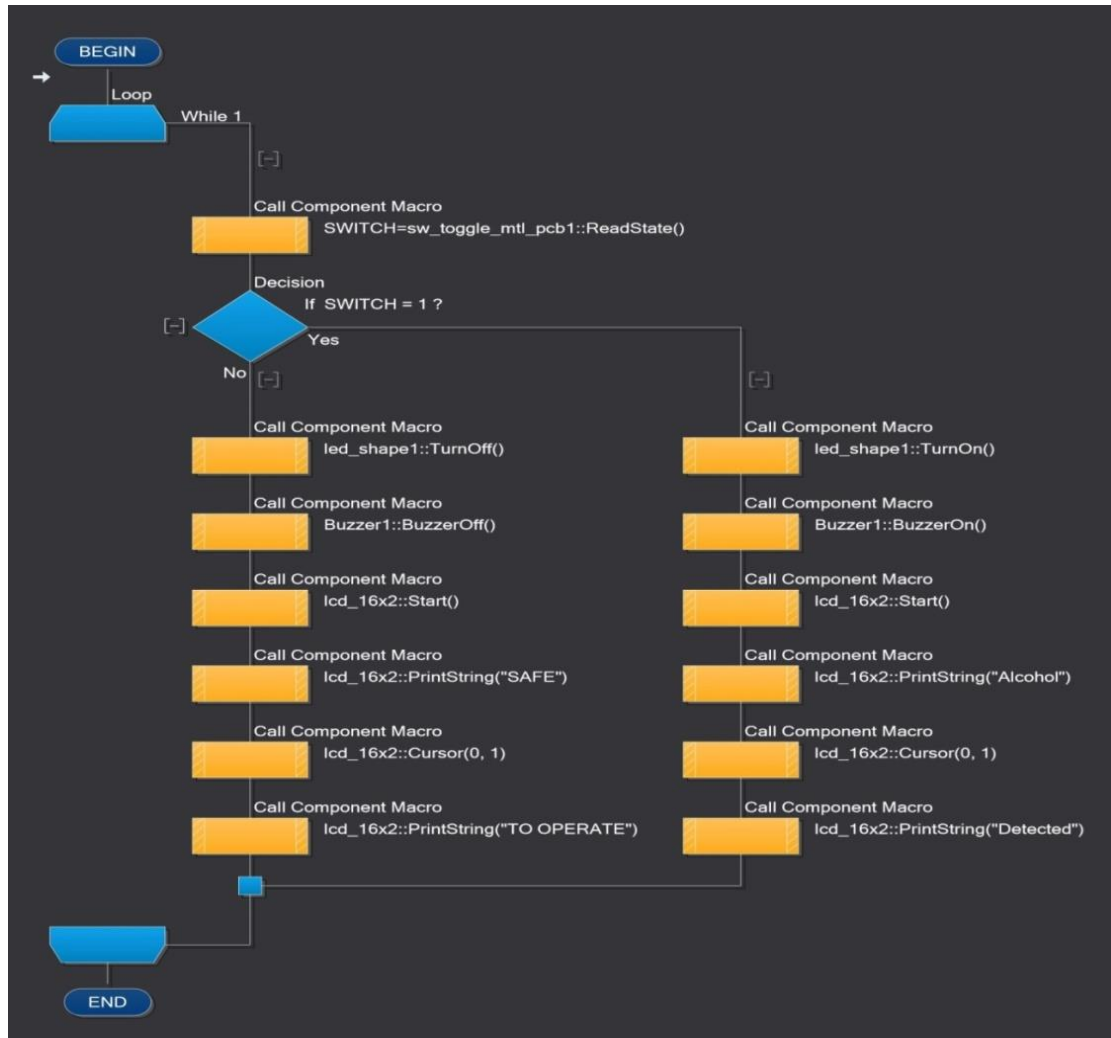 BEGIN
Loop
While 1
Call Component Macro
SWITCH=sw_toggle_mtl_pcb1::ReadState()
Decision
If SWITCH = 1 ?
Yes
No
Call Component Macro
led_shape1::TurnOff()
Call Component Macro
Buzzer1::BuzzerOff()
Call Component Macro
lcd_16x2::Start()
Call Component Macro
lcd_16x2::PrintString("SAFE")
Call Component Macro
lcd_16x2::Cursor(0, 1)
Call Component Macro
lcd_16x2::PrintString("TO OPERATE")
Call Component Macro
led_shape1::TurnOn()
Call Component Macro
Buzzer1::BuzzerOn()
Call Component Macro
lcd_16x2::Start()
Call Component Macro
lcd_16x2::PrintString("Alcohol")
Call Component Macro
lcd_16x2::Cursor(0, 1)
Call Component Macro
lcd_16x2::PrintString("Detected")
END